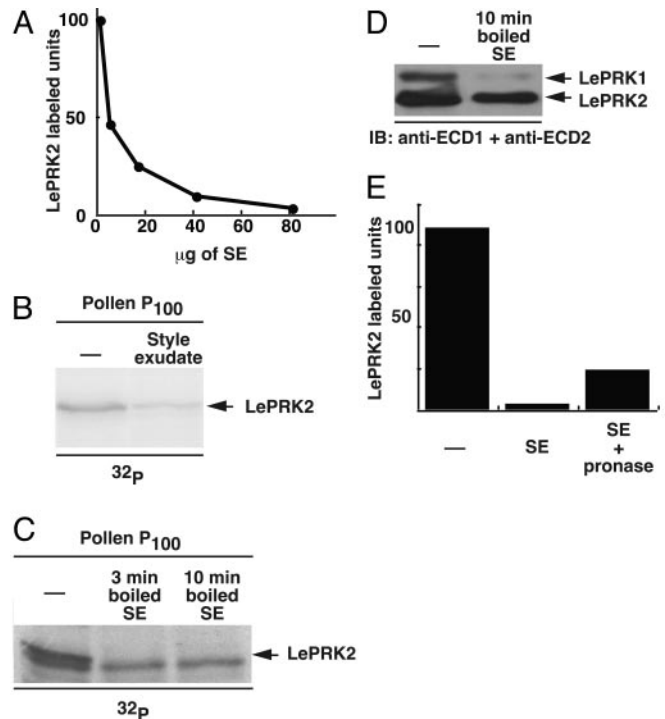 A
LePRK2 labeled units
100
50
0
0 20 40 60 80
μg of SE
B
Pollen P100
— Style exudate
LePRK2
32P
C
Pollen P100
— 3 min boiled SE 10 min boiled SE
LePRK2
32P
D
— 10 min boiled SE
LePRK1
LePRK2
IB: anti-ECD1 + anti-ECD2
E
LePRK2 labeled units
100
50
— SE SE + pronase